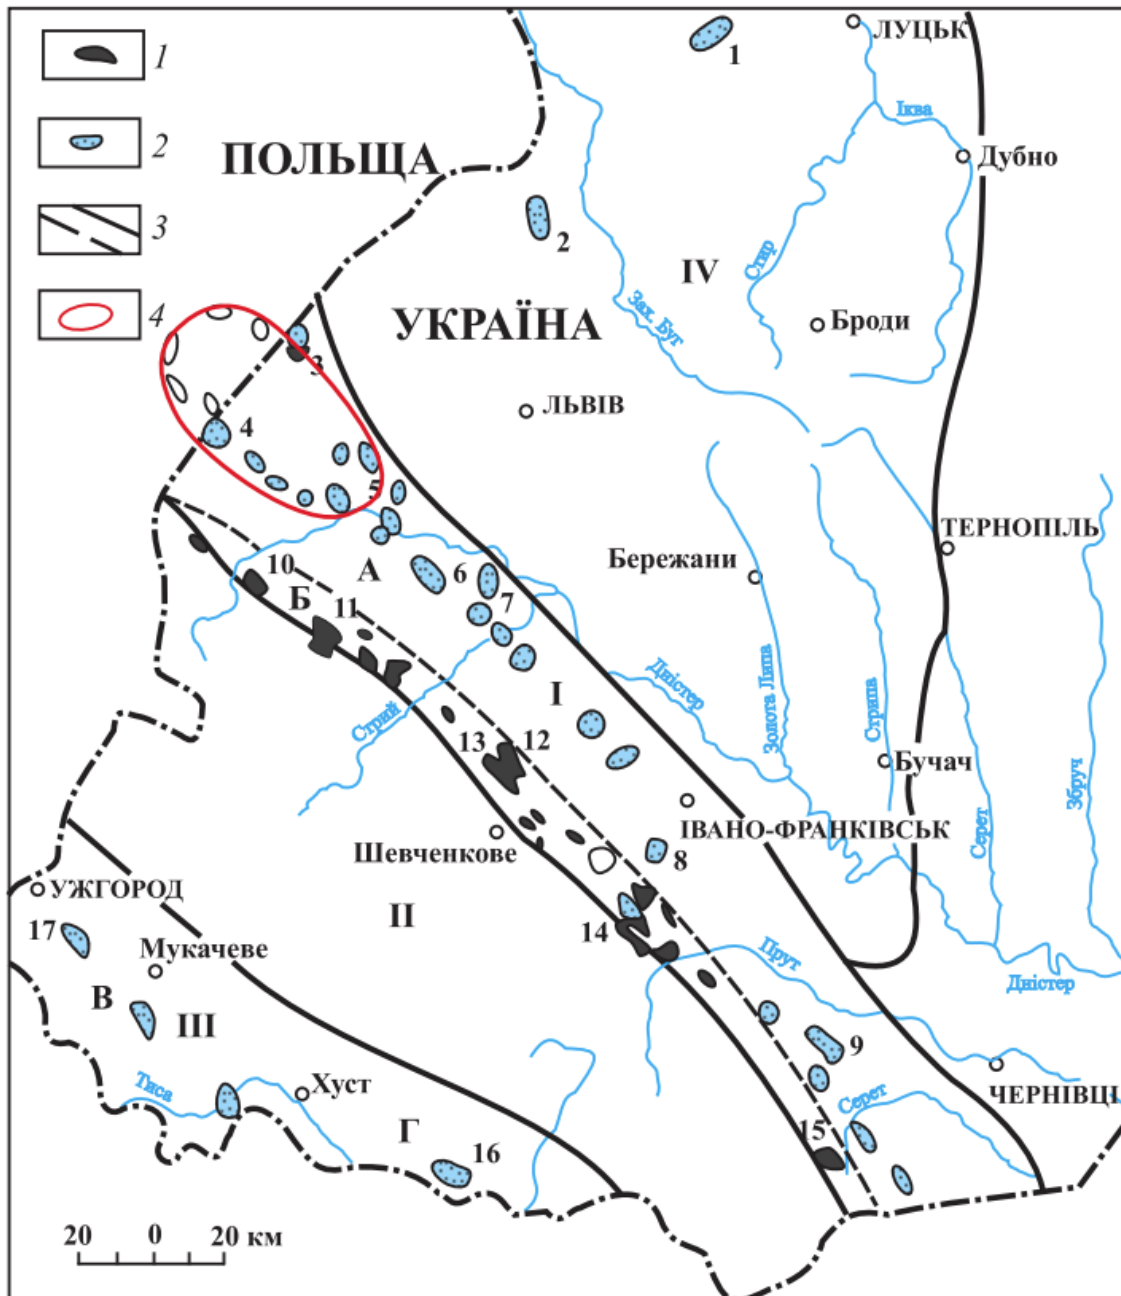 1
ЛУЦЬК
1
2
Іква
ПОЛЬЩА
Дубно
3
2
Стир
IV
4
УКРАЇНА
Зах. Буг
Броди
3
ЛЬВІВ
4
5
ТЕРНОПІЛЬ
10
А
6
Бережани
Б
11
7
Дністер
Золота Липа
Стрипа
І
Стрий
13
12
Бучач
Серет
Збруч
ІВАНО-ФРАНКІВСЬК
Шевченкове
8
УЖГОРОД
ІІ
14
17
Мукачеве
Прут
Дністер
В
ІІІ
9
Тиса
Хуст
ЧЕРНІВЦІ
Серет
Г
15
16
20 0 20 км